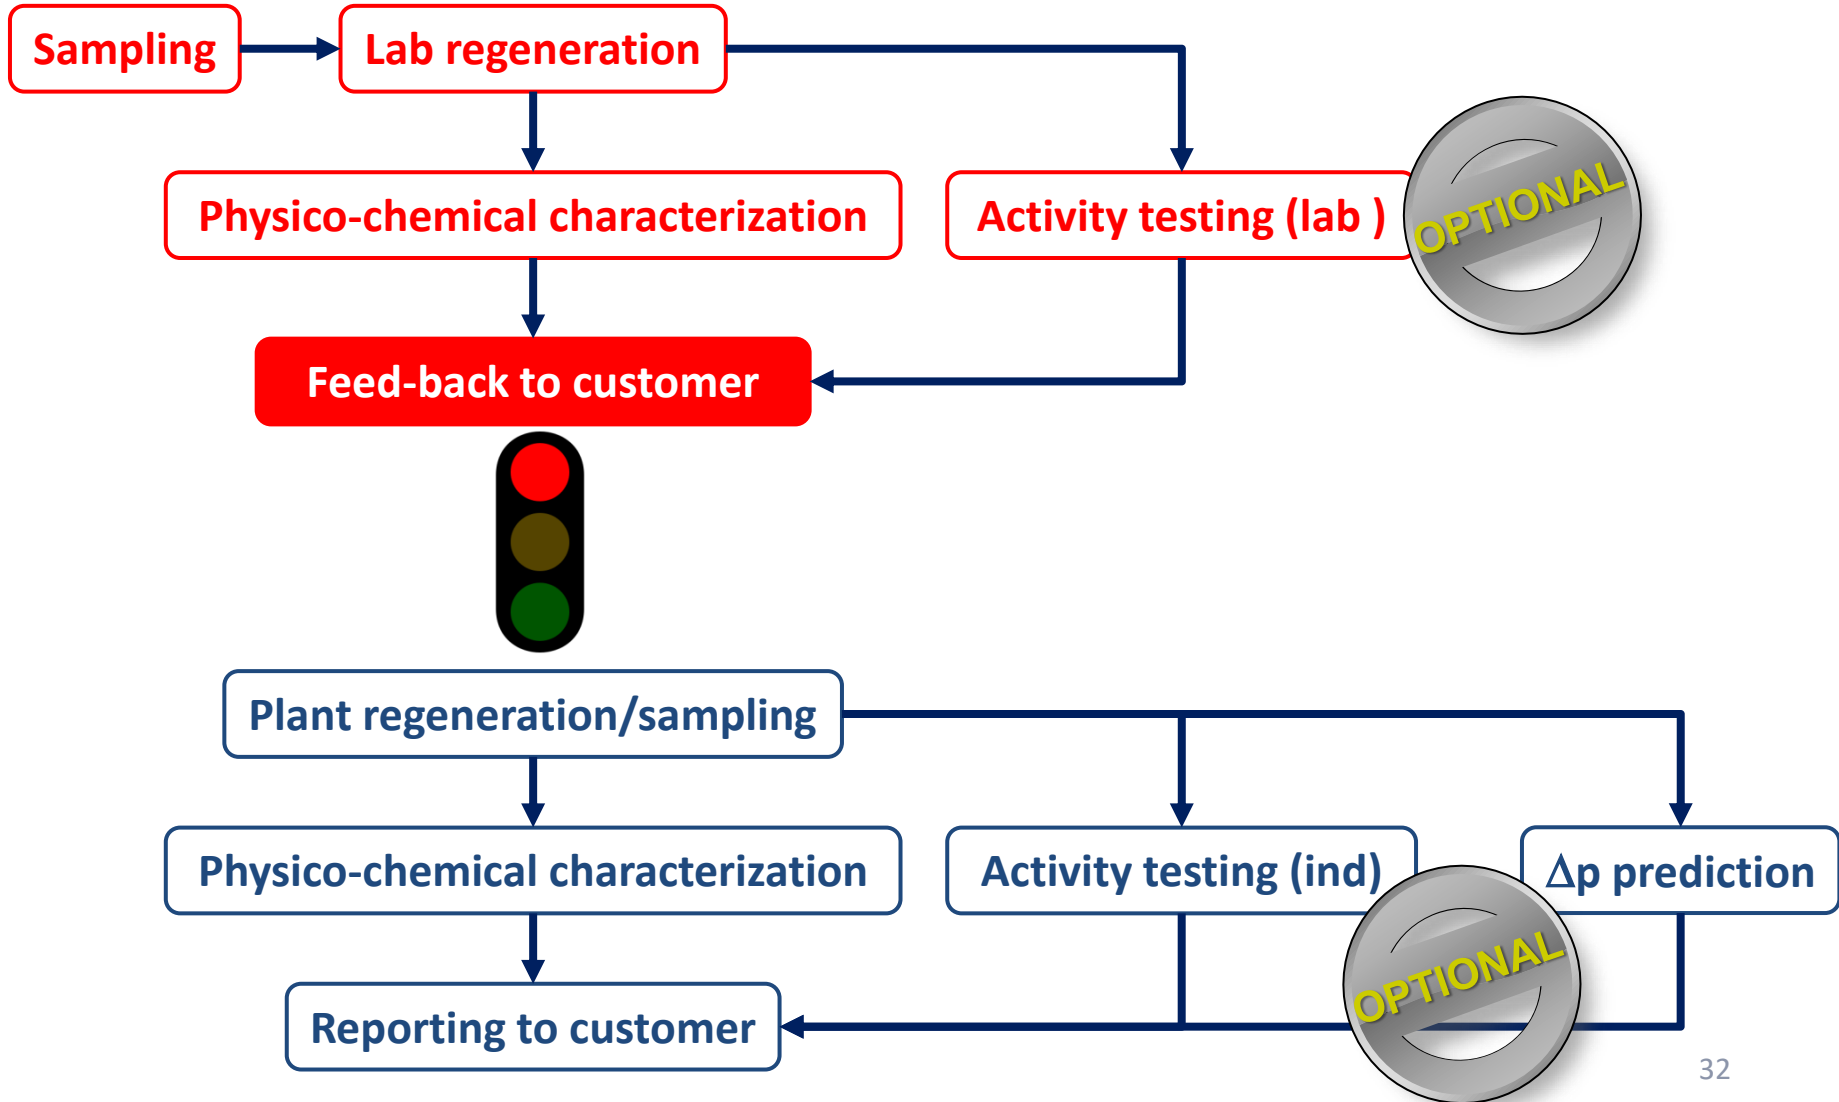 Sampling
Lab regeneration
Physico-chemical characterization
Activity testing (lab )
OPTIONAL
Feed-back to customer
Plant regeneration/sampling
Physico-chemical characterization
Activity testing (ind)
Δp prediction
OPTIONAL
Reporting to customer
32